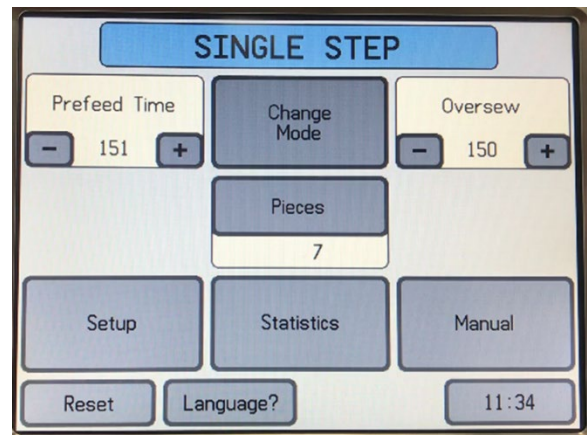 SINGLE STEP
Prefeed Time
Change
Mode
Oversew
- 151 +
- 150 +
Pieces
7
Setup
Statistics
Manual
Reset
Language?
11:34